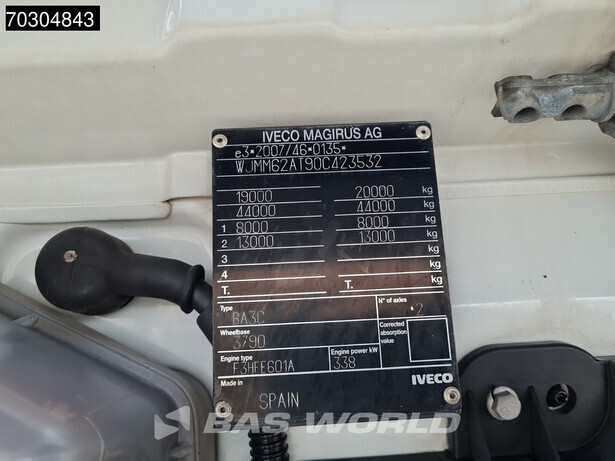 70304843
IVECO MAGIRUS AG
e3*2007/46*0135*
WJMM62AT90C423532
19000 20000 kg
44000 44000 kg
1 8000 8000 kg
2 13000 13000 kg
3 kg
4 kg
T. T. kg
Type BA3C N° of axles 2
Wheelbase 3790 Corrected absorption value
Engine type F3HFE601A Engine power kW 338
Made in SPAIN IVECO
BAS WORLD